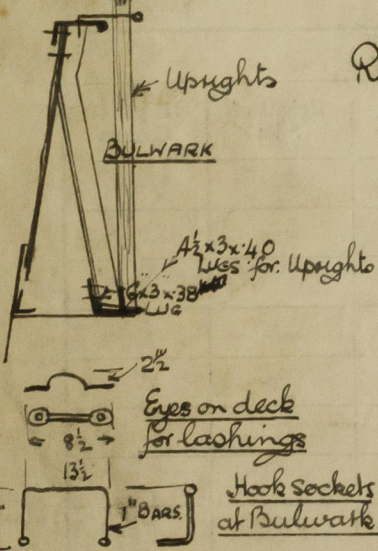 R
Uprights
BULWARK
4½ x 3 x .40
LUGS for Uprights
6 x 3 x .38
LUG
2½"
Eyes on deck
for lashings
8½
13½
1" BARS.
Hook Sockets
at Bulwark